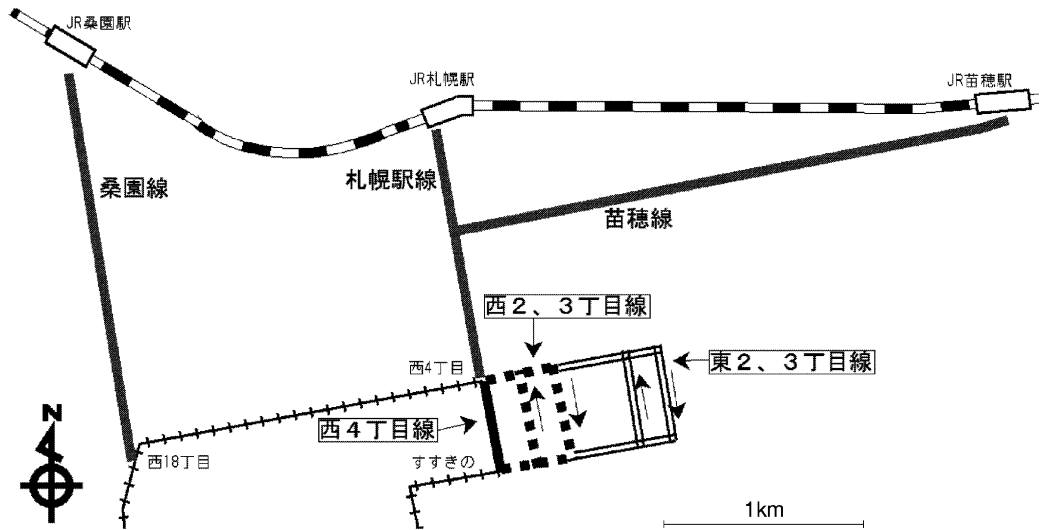 JR桑園駅
JR札幌駅
JR苗穂駅
桑園線
札幌駅線
苗穂線
西2、3丁目線
西4丁目
東2、3丁目線
N
西4丁目線
西18丁目
すすきの
1km